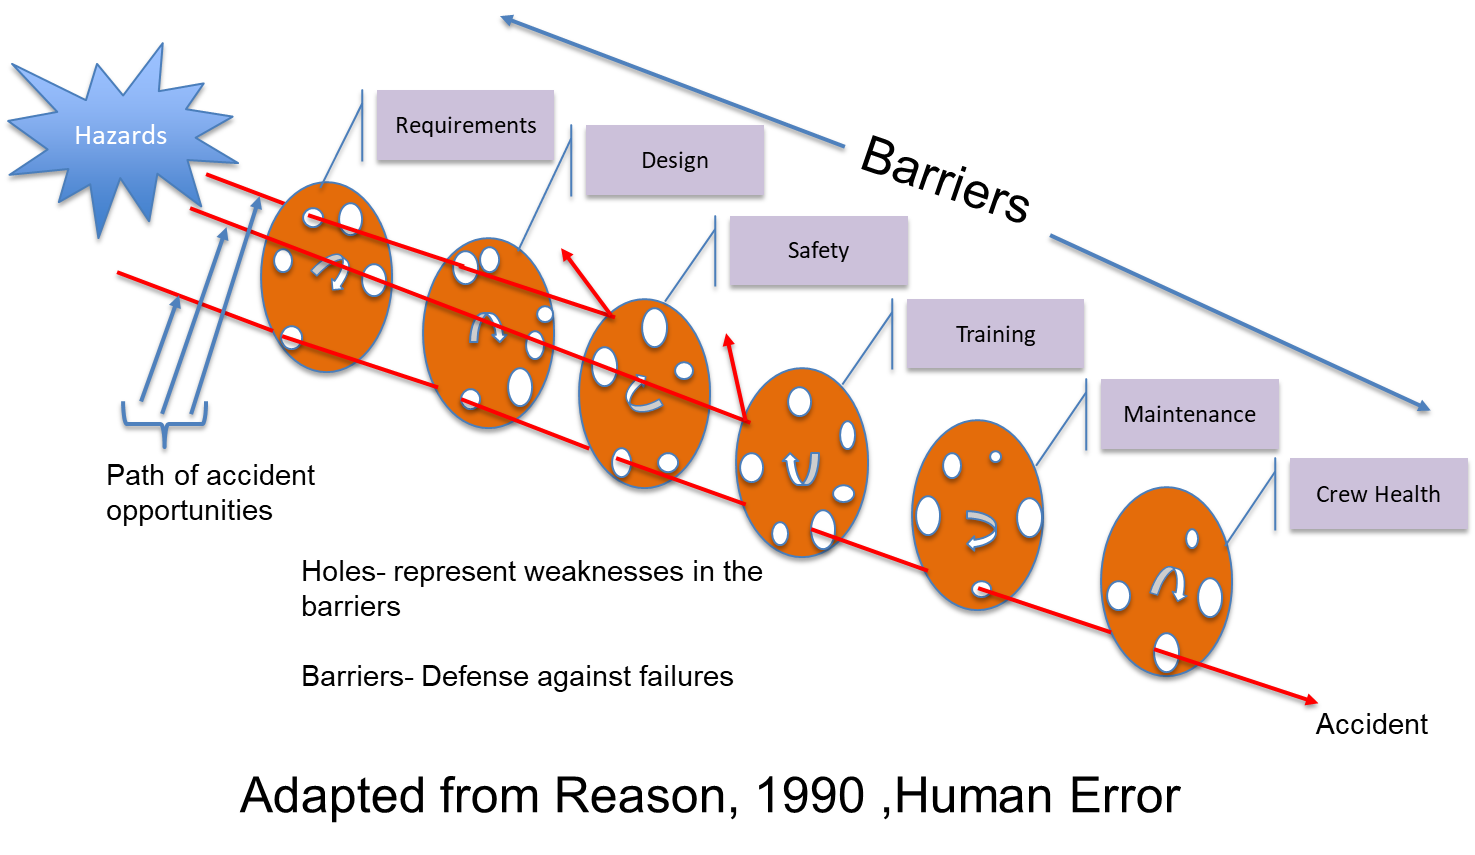 Hazards
Requirements
Design
Barriers
Safety
Training
Maintenance
Crew Health
Path of accident
opportunities
Holes- represent weaknesses in the
barriers
Barriers- Defense against failures
Accident
Adapted from Reason, 1990 ,Human Error